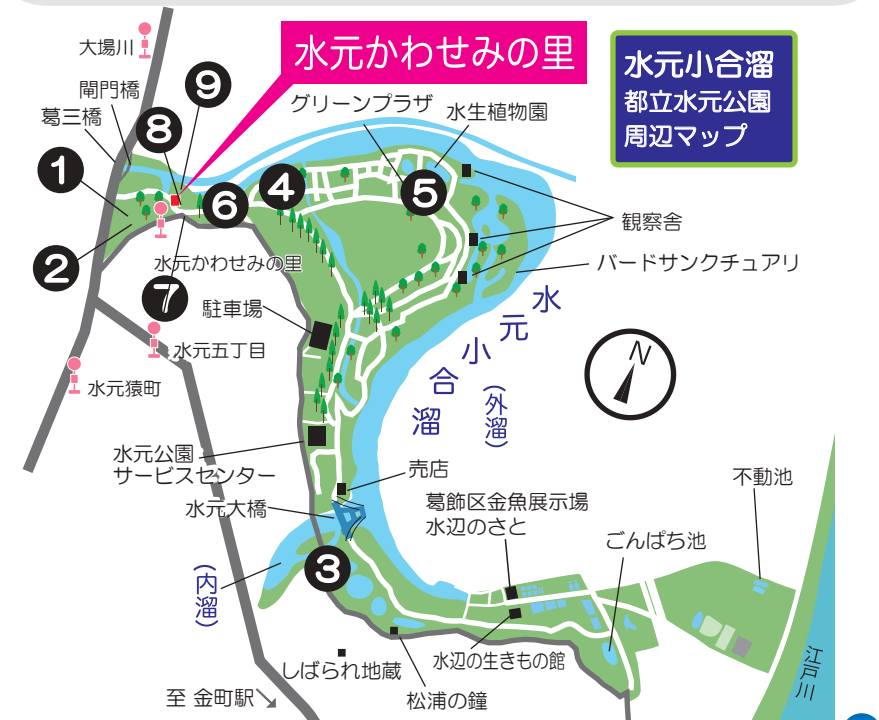 大場川
水元かわせみの里
水元小合溜
都立水元公園
周辺マップ
閘門橋
葛三橋
9
8
グリーンプラザ
水生植物園
1
4
5
6
2
観察舎
バードサンクチュアリ
水元かわせみの里
7
駐車場
水元小合溜
(外溜)
N
水元五丁目
水元猿町
水元公園
サービスセンター
売店
水元大橋
葛飾区金魚展示場
水辺のさと
不動池
ごんぱち池
3
(内溜)
しばられ地蔵
水辺の生きもの館
松浦の鐘
江戸川
至 金町駅